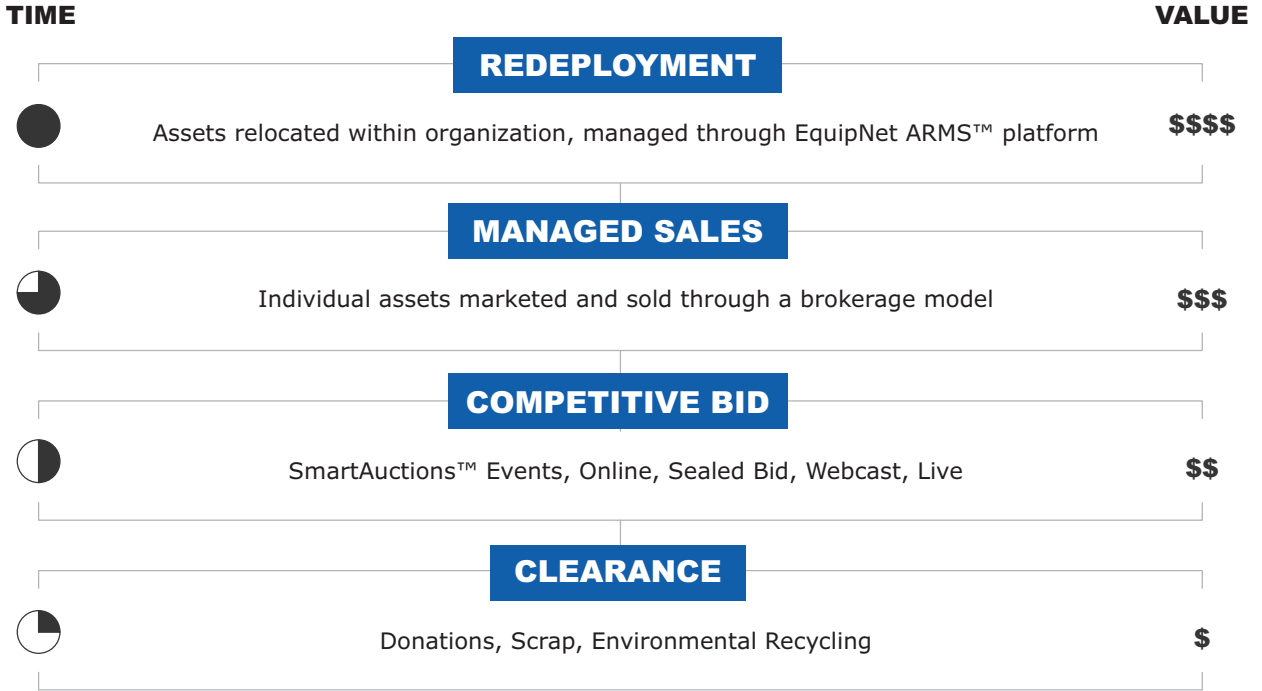 TIME
VALUE
REDEPLOYMENT
Assets relocated within organization, managed through EquipNet ARMS™ platform
$$$$
MANAGED SALES
Individual assets marketed and sold through a brokerage model
$$$
COMPETITIVE BID
SmartAuctions™ Events, Online, Sealed Bid, Webcast, Live
$$
CLEARANCE
Donations, Scrap, Environmental Recycling
$